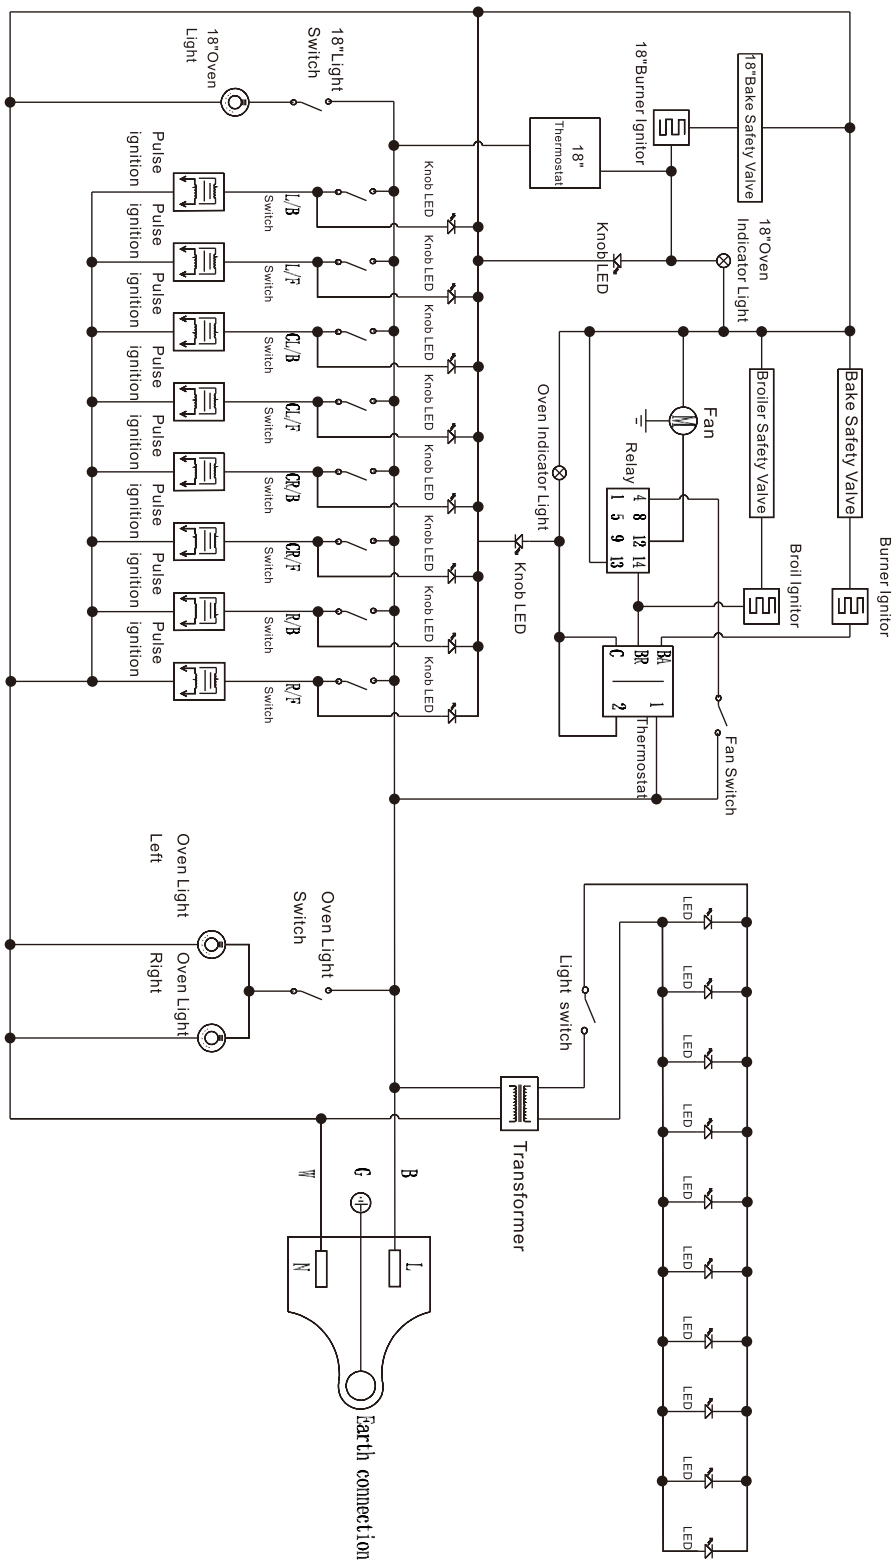 Burner Ignitor
Bake Safety Valve
Broil Ignitor
18"Bake Safety Valve
18"Oven
Indicator Light
Broiler Safety Valve
Fan Switch
Fan
LED
LED
LED
LED
LED
LED
LED
LED
LED
LED
18"Burner Ignitor
Relay
4 8 12 14
1 5 9 13
BA 1
BR
C 2
Thermostat
18"
Thermostat
Knob LED
Oven Indicator Light
Knob LED
Light switch
Transformer
Knob LED
Knob LED
Knob LED
Knob LED
Knob LED
Knob LED
Knob LED
Knob LED
18"Light
Switch
L/B
Switch
L/F
Switch
CL/B
Switch
CL/F
Switch
CR/B
Switch
CR/F
Switch
R/B
Switch
R/F
Switch
Oven Light
Switch
B
G
W
L
N
Earth connection
18"Oven
Light
Pulse
ignition
Pulse
ignition
Pulse
ignition
Pulse
ignition
Pulse
ignition
Pulse
ignition
Pulse
ignition
Pulse
ignition
Oven Light
Left
Oven Light
Right
M